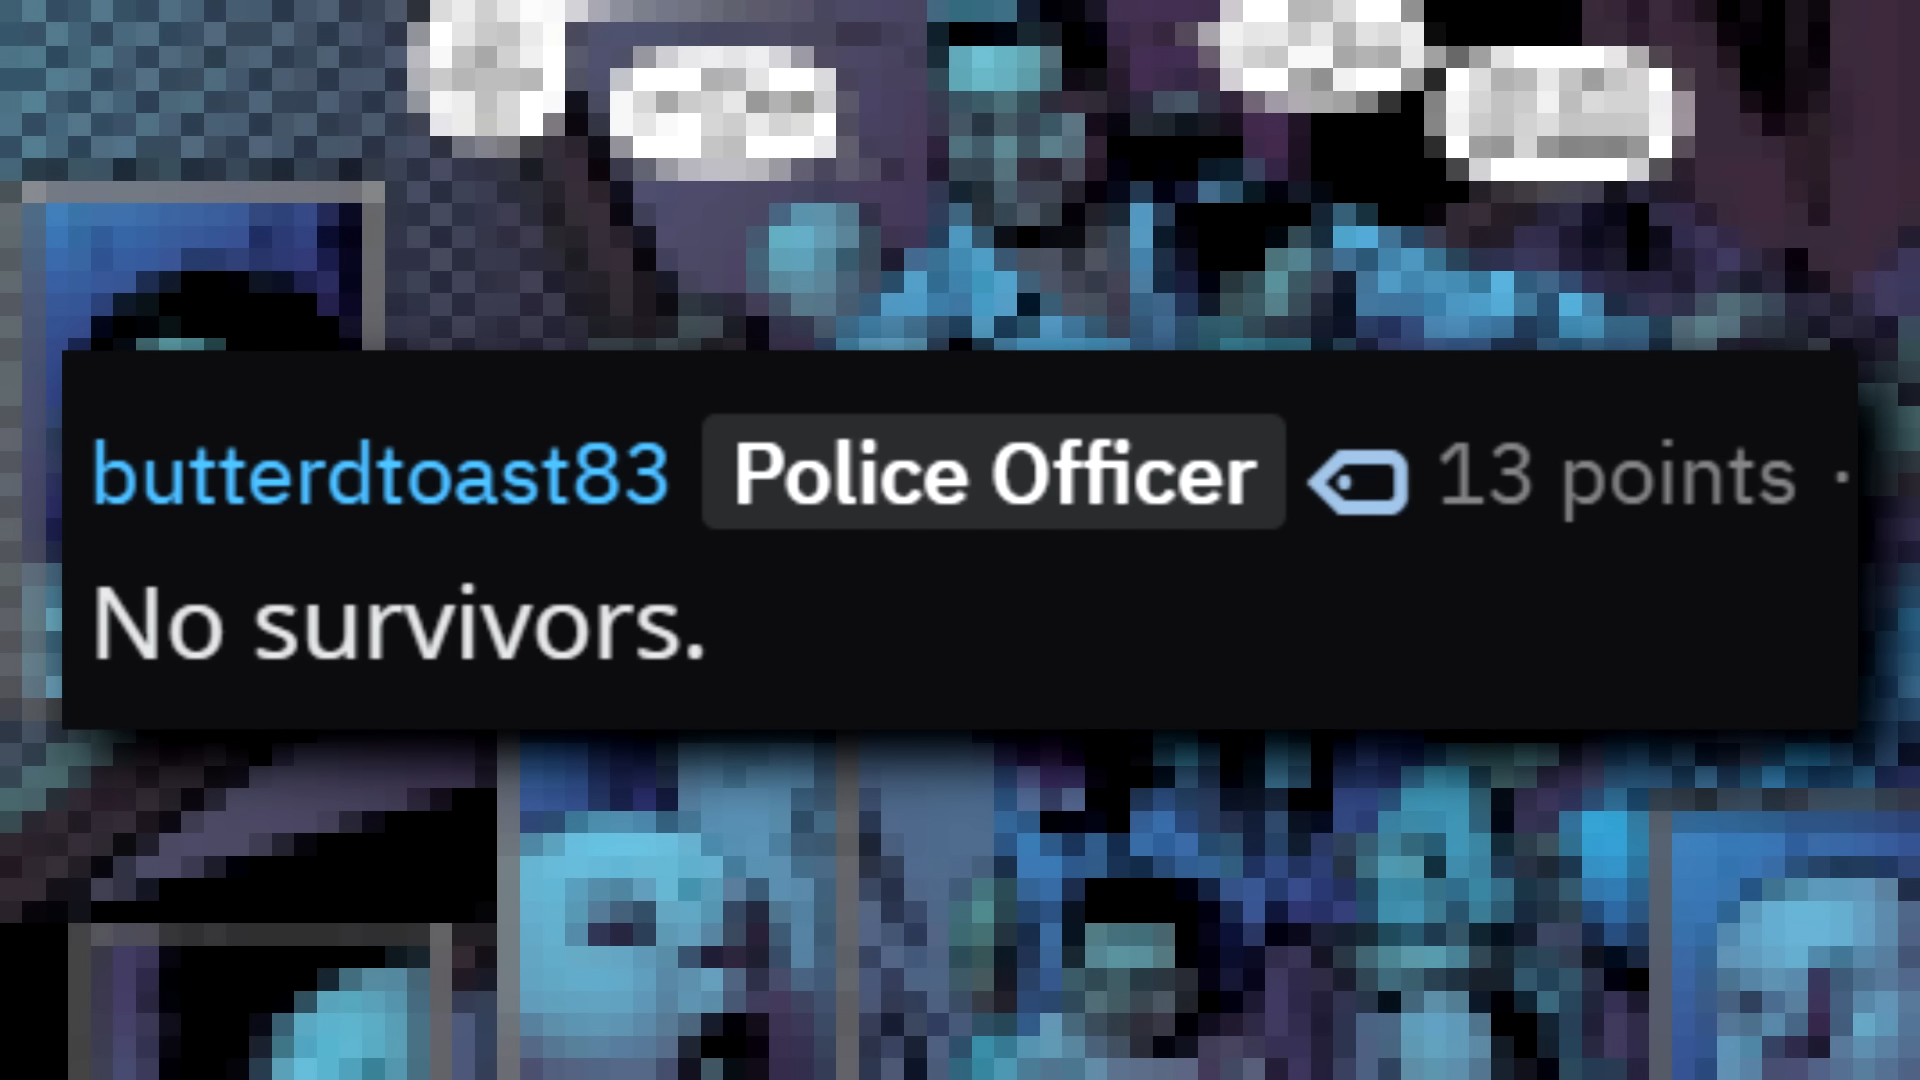 butterdtoast83 Police Officer 13 points ·
No survivors.